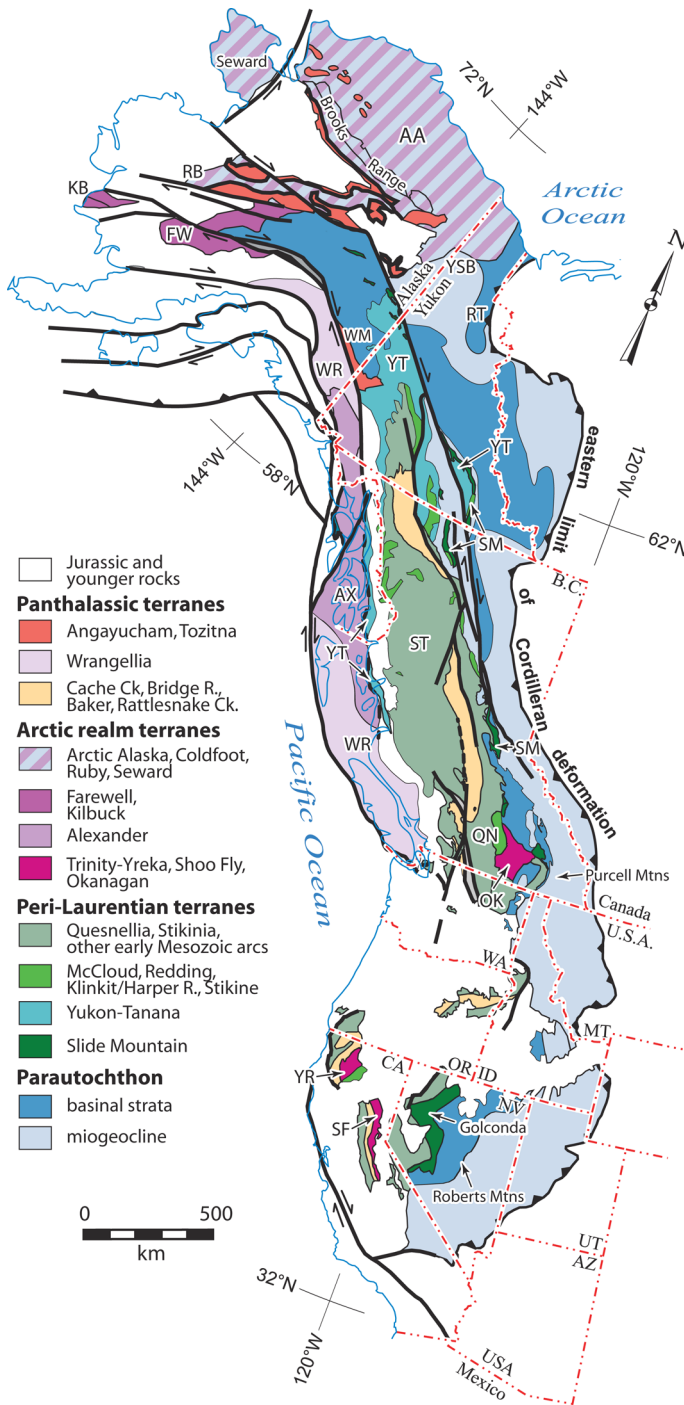 Seward
72°N
144°W
Brooks
Range
AA
RB
KB
FW
Arctic
Ocean
N
YSB
Alaska
Yukon
RT
WM
WR
YT
144°W
58°N
YT
eastern
limit
of
Cordilleran
deformation
120°W
62°N
SM
B.C.
AX
YT
ST
WR
SM
Pacific Ocean
QN
OK
Purcell Mtns
Canada
U.S.A.
WA
MT
YR
CA
OR
ID
NV
SF
Golconda
Roberts Mtns
UT
AZ
32°N
120°W
USA
Mexico
Jurassic and
younger rocks
Panthalassic terranes
Angayucham, Tozitna
Wrangellia
Cache Ck, Bridge R.,
Baker, Rattlesnake Ck.
Arctic realm terranes
Arctic Alaska, Coldfoot,
Ruby, Seward
Farewell,
Kilbuck
Alexander
Trinity-Yreka, Shoo Fly,
Okanagan
Peri-Laurentian terranes
Quesnellia, Stikinia,
other early Mesozoic arcs
McCloud, Redding,
Klinkit/Harper R., Stikine
Yukon-Tanana
Slide Mountain
Parautochthon
basinal strata
miogeocline
0 500
km